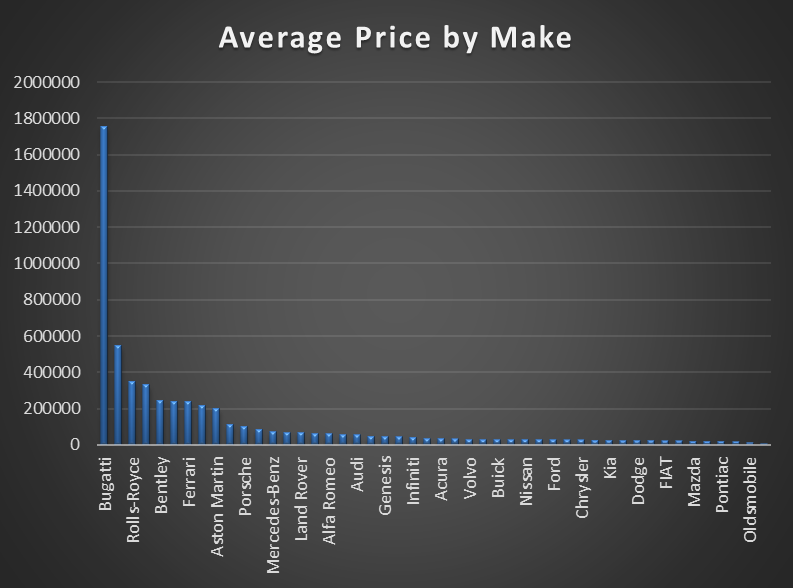 Average Price by Make
2000000
1800000
1600000
1400000
1200000
1000000
800000
600000
400000
200000
0
Bugatti
Rolls-Royce
Bentley
Ferrari
Aston Martin
Porsche
Mercedes-Benz
Land Rover
Alfa Romeo
Audi
Genesis
Infiniti
Acura
Volvo
Buick
Nissan
Ford
Chrysler
Kia
Dodge
FIAT
Mazda
Pontiac
Oldsmobile